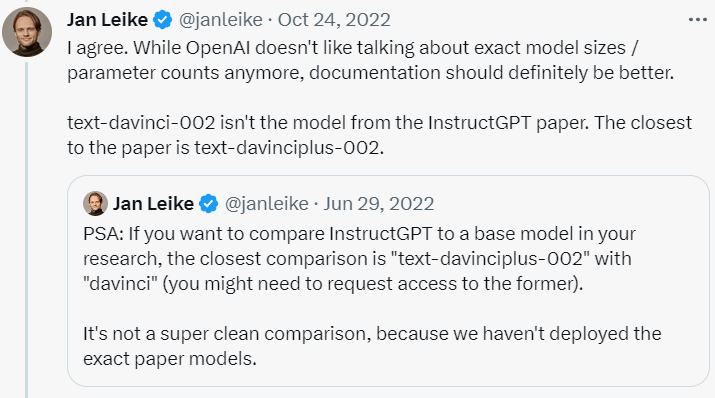 Jan Leike @janleike · Oct 24, 2022
I agree. While OpenAI doesn't like talking about exact model sizes /
parameter counts anymore, documentation should definitely be better.
text-davinci-002 isn't the model from the InstructGPT paper. The closest
to the paper is text-davinciplus-002.
Jan Leike @janleike · Jun 29, 2022
PSA: If you want to compare InstructGPT to a base model in your
research, the closest comparison is "text-davinciplus-002" with
"davinci" (you might need to request access to the former).
It's not a super clean comparison, because we haven't deployed the
exact paper models.